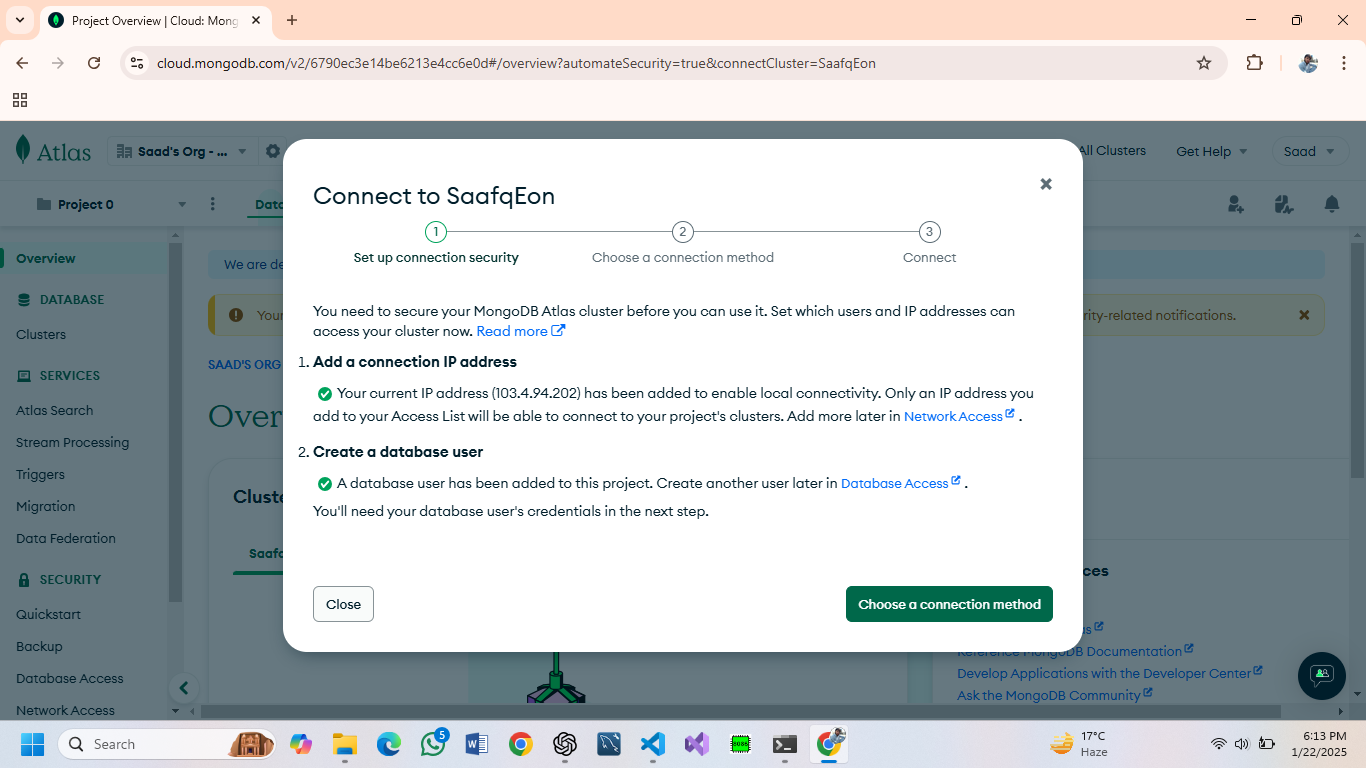 Project Overview | Cloud: Mong
cloud.mongodb.com/v2/6790ec3e14be6213e4cc6e0d#/overview?automateSecurity=true&connectCluster=SaafqEon
Atlas
Saad's Org - ...
All Clusters
Get Help
Saad
Project 0
Data
Overview
DATABASE
Clusters
SERVICES
Atlas Search
Stream Processing
Triggers
Migration
Data Federation
SECURITY
Quickstart
Backup
Database Access
Network Access
We are de
Your
rity-related notifications.
SAAD'S ORG
Over
Cluste
Saafq
Connect to SaafqEon
1
2
3
Set up connection security
Choose a connection method
Connect
You need to secure your MongoDB Atlas cluster before you can use it. Set which users and IP addresses can
access your cluster now. Read more
1. Add a connection IP address
Your current IP address (103.4.94.202) has been added to enable local connectivity. Only an IP address you
add to your Access List will be able to connect to your project's clusters. Add more later in Network Access .
2. Create a database user
A database user has been added to this project. Create another user later in Database Access .
You'll need your database user's credentials in the next step.
Close
Choose a connection method
ces
as
Reference MongoDB Documentation
Develop Applications with the Developer Center
Ask the MongoDB Community
Search
5
17°C
Haze
6:13 PM
1/22/2025